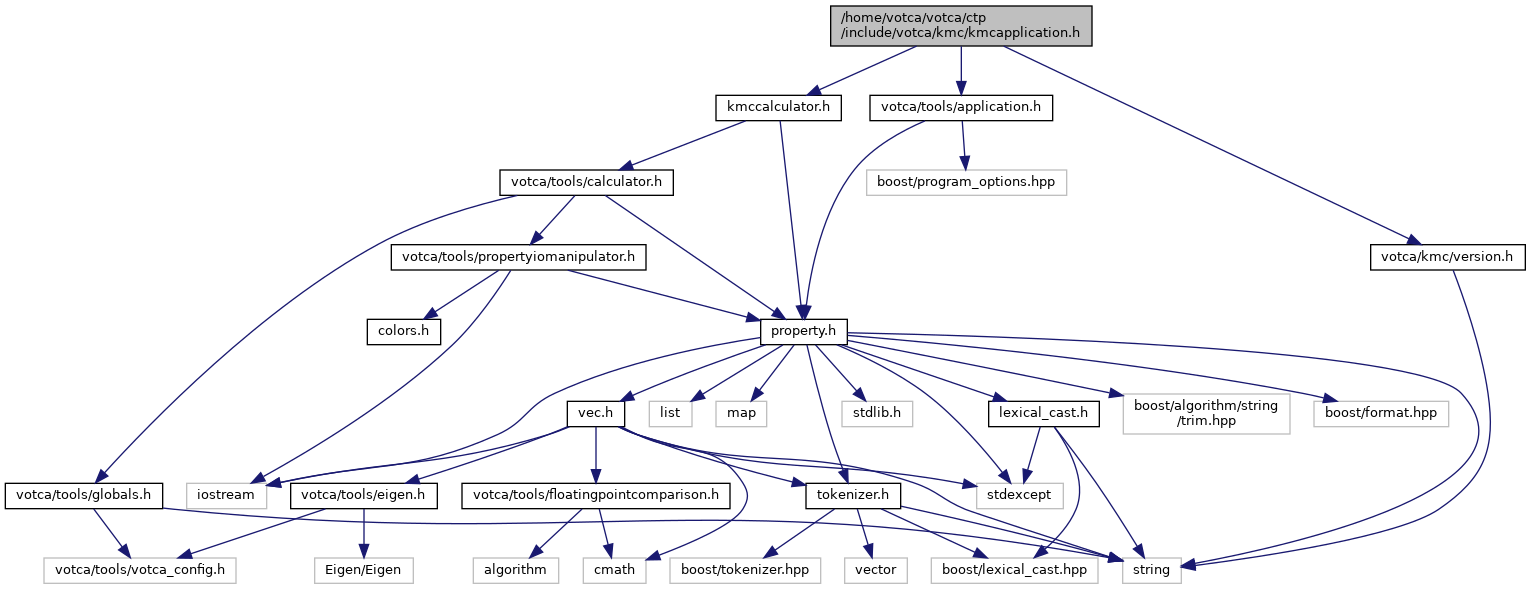 /home/votca/votca/ctp
/include/votca/kmc/kmcapplication.h
kmccalculator.h
votca/tools/application.h
votca/tools/calculator.h
boost/program_options.hpp
votca/tools/propertyiomanipulator.h
votca/kmc/version.h
colors.h
property.h
vec.h
list
map
stdlib.h
lexical_cast.h
boost/algorithm/string
/trim.hpp
boost/format.hpp
votca/tools/globals.h
iostream
votca/tools/eigen.h
votca/tools/floatingpointcomparison.h
tokenizer.h
stdexcept
votca/tools/votca_config.h
Eigen/Eigen
algorithm
cmath
boost/tokenizer.hpp
vector
boost/lexical_cast.hpp
string